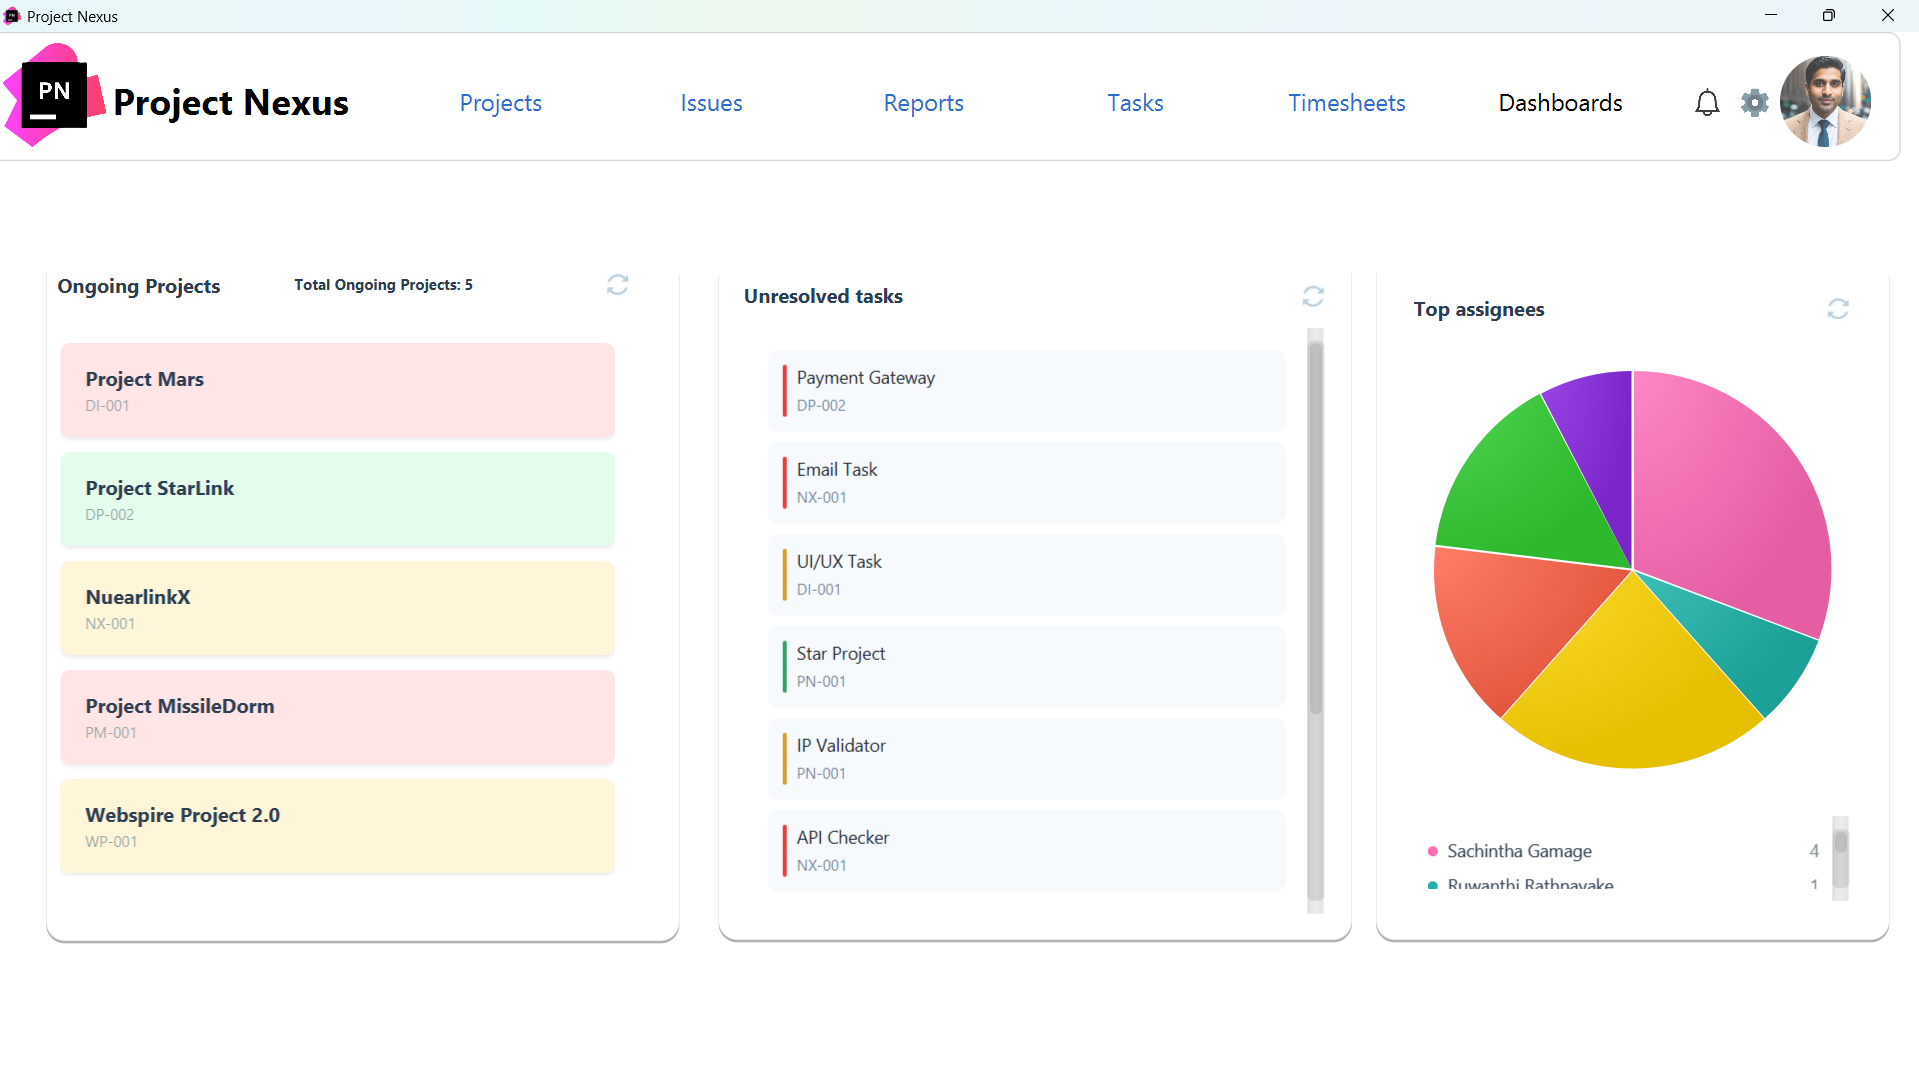 Project Nexus
PN
Project Nexus
Projects
Issues
Reports
Tasks
Timesheets
Dashboards
Ongoing Projects
Total Ongoing Projects: 5
Project Mars
DI-001
Project StarLink
DP-002
NuearlinkX
NX-001
Project MissileDorm
PM-001
Webspire Project 2.0
WP-001
Unresolved tasks
Payment Gateway
DP-002
Email Task
NX-001
UI/UX Task
DI-001
Star Project
PN-001
IP Validator
PN-001
API Checker
NX-001
Top assignees
Sachintha Gamage 4
Ruwanthi Rathnayake 1